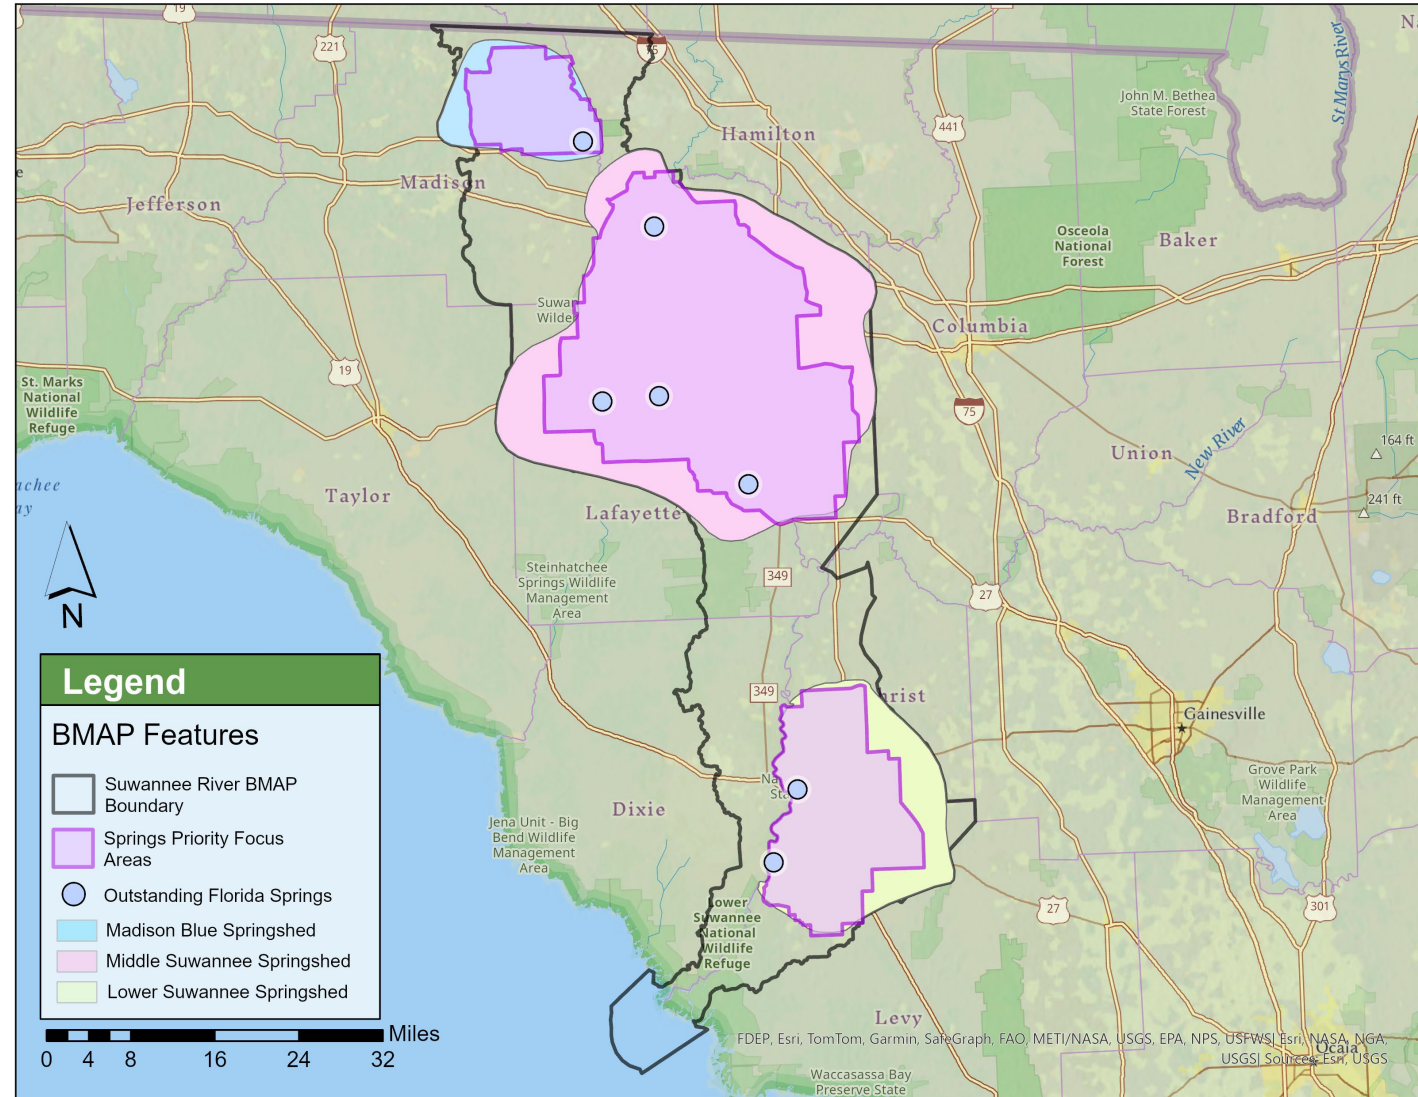 19
221
75
441
John M. Bethea
State Forest
St Marys River
Hamilton
Madison
Jefferson
Osceola
National
Forest
Baker
Columbia
19
St. Marks
National
Wildlife
Refuge
75
Union
New River
164 ft
241 ft
Bradford
Taylor
Lafayette
Steinhatchee
Springs Wildlife
Management
Area
349
27
N
349
Gainesville
Grove Park
Wildlife
Management
Area
Dixie
Jena Unit - Big
Bend Wildlife
Management
Area
Lower
Suwannee
National
Wildlife
Refuge
27
301
Levy
Ocala
Waccasassa Bay
Preserve State
Legend
BMAP Features
Suwannee River BMAP
Boundary
Springs Priority Focus
Areas
Outstanding Florida Springs
Madison Blue Springshed
Middle Suwannee Springshed
Lower Suwannee Springshed
Miles
0 4 8 16 24 32
FDEP, Esri, TomTom, Garmin, SafeGraph, FAO, METI/NASA, USGS, EPA, NPS, USFWS| Esri, NASA, NGA,
USGS| Sources: Esri, USGS